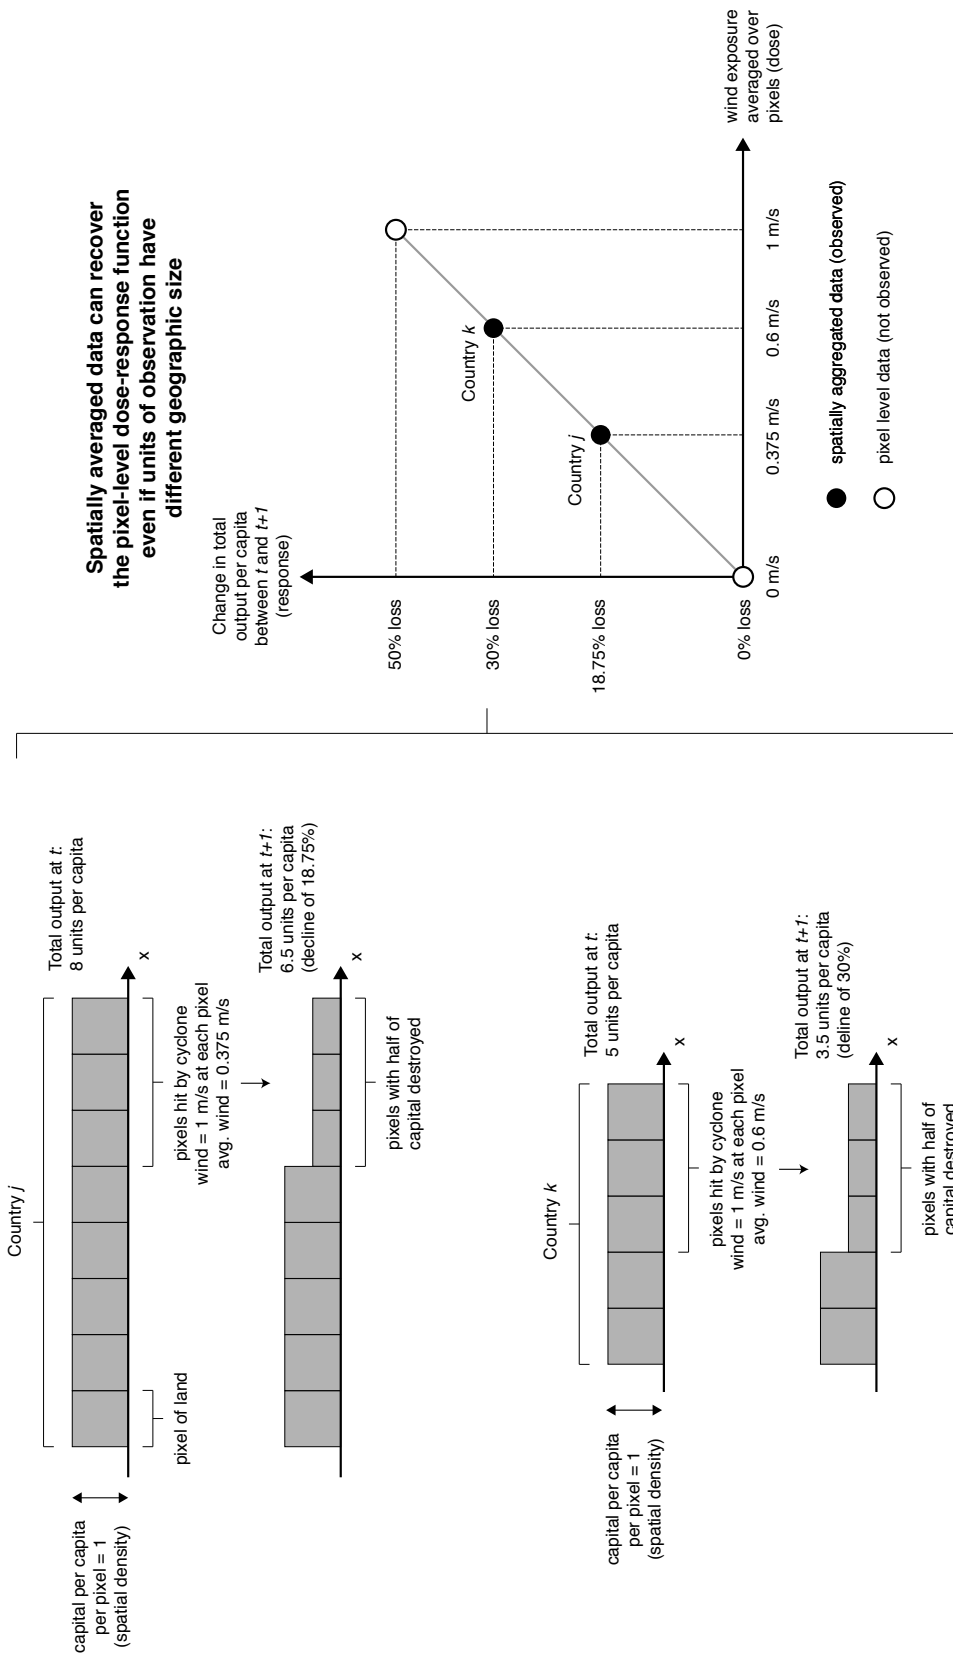 Country j
capital per capita
per pixel = 1
(spatial density)
Total output at t:
8 units per capita
x
pixel of land
pixels hit by cyclone
wind = 1 m/s at each pixel
avg. wind = 0.375 m/s
Total output at t+1:
6.5 units per capita
(decline of 18.75%)
x
pixels with half of
capital destroyed
Country k
capital per capita
per pixel = 1
(spatial density)
Total output at t:
5 units per capita
x
pixels hit by cyclone
wind = 1 m/s at each pixel
avg. wind = 0.6 m/s
Total output at t+1:
3.5 units per capita
(deline of 30%)
x
pixels with half of
capital destroyed
Spatially averaged data can recover
the pixel-level dose-response function
even if units of observation have
different geographic size
Change in total
output per capita
between t and t+1
(response)
50% loss
30% loss
18.75% loss
0% loss
Country k
Country j
0 m/s
0.375 m/s
0.6 m/s
1 m/s
wind exposure
averaged over
pixels (dose)
spatially aggregated data (observed)
pixel level data (not observed)